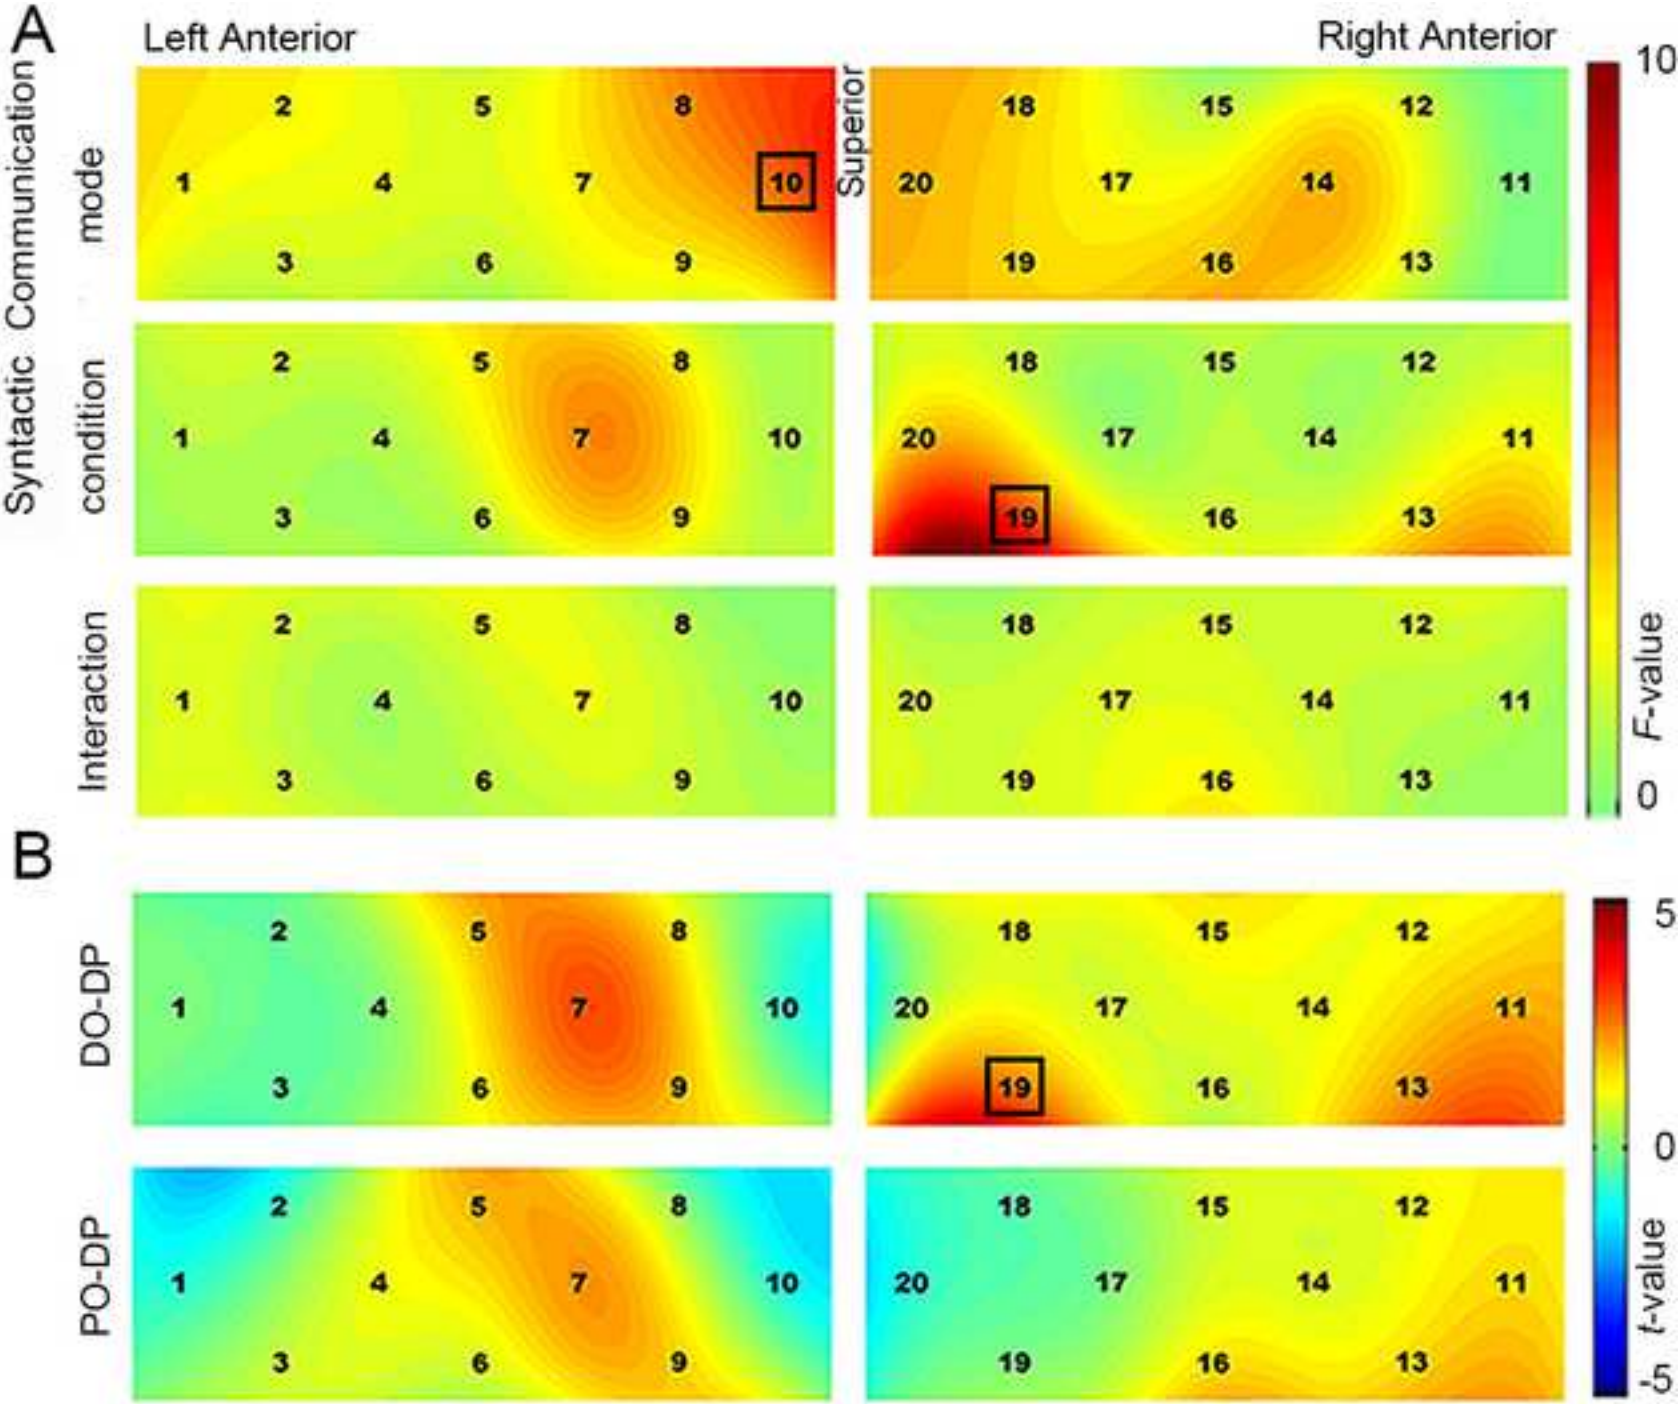 A
Left Anterior
Right Anterior
10
Communication
mode
Superior
2 5 8
1 4 7 10
3 6 9
18 15 12
20 17 14 11
19 16 13
Syntactic
condition
2 5 8
1 4 7 10
3 6 9
18 15 12
20 17 14 11
19 16 13
Interaction
2 5 8
1 4 7 10
3 6 9
18 15 12
20 17 14 11
19 16 13
F-value
0
B
DO-DP
2 5 8
1 4 7 10
3 6 9
18 15 12
20 17 14 11
19 16 13
5
0
PO-DP
2 5 8
1 4 7 10
3 6 9
18 15 12
20 17 14 11
19 16 13
t-value
-5